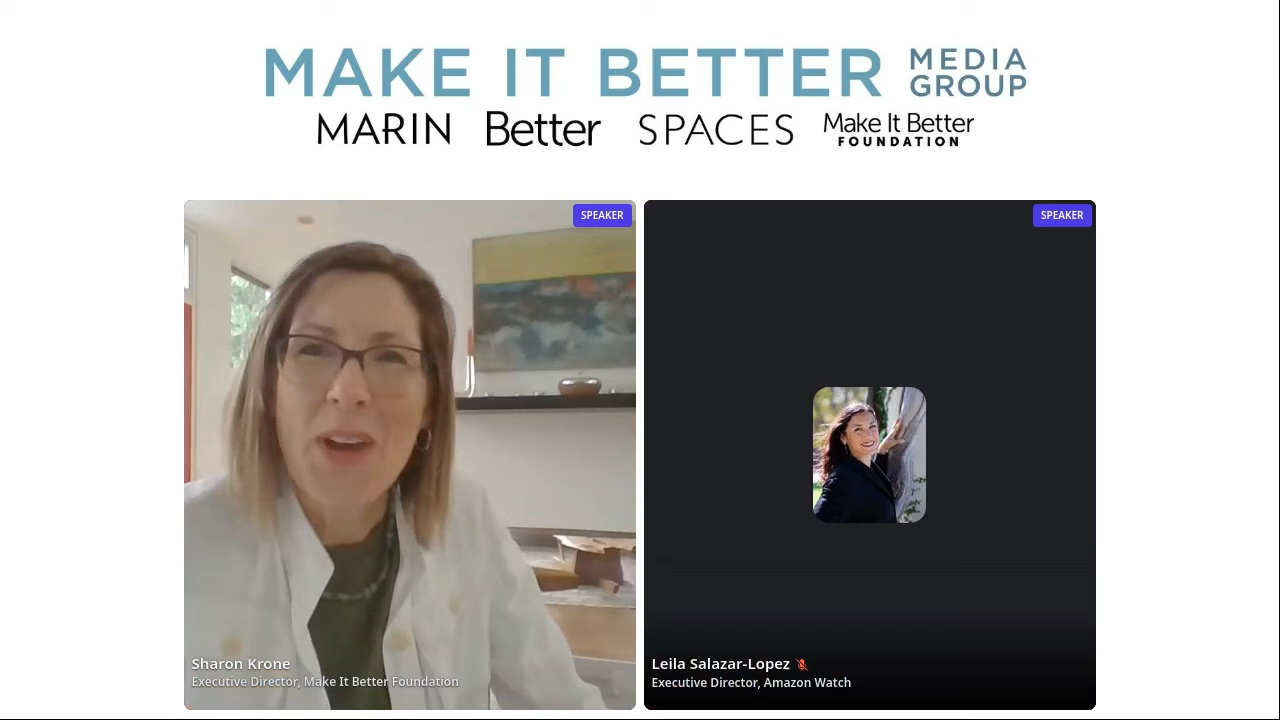 MAKE IT BETTER MEDIA GROUP
MARIN Better SPACES Make It Better FOUNDATION
SPEAKER
SPEAKER
Sharon Krone
Executive Director, Make It Better Foundation
Leila Salazar-Lopez
Executive Director, Amazon Watch